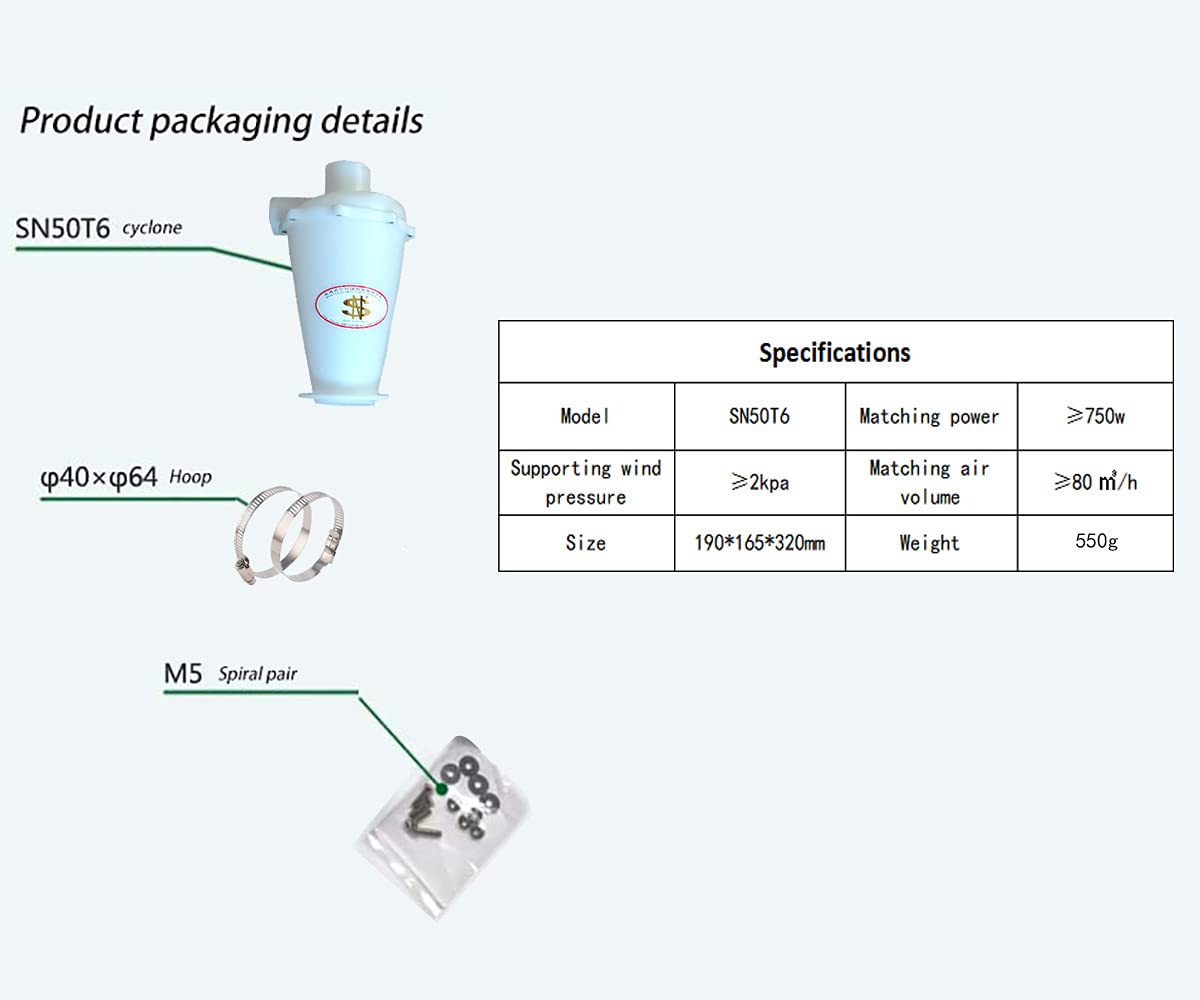 Product packaging details
SN50T6 cyclone
φ40×φ64 Hoop
M5 Spiral pair
Specifications
Model SN50T6 Matching power ≥750w
Supporting wind pressure ≥2kpa Matching air volume ≥80 m³/h
Size 190*165*320mm Weight 550g